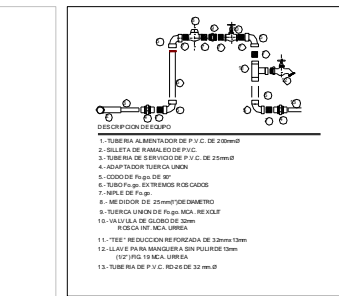 DESCRIPCION DE EQUIPO
1.-TUBERIA ALIMENTADOR DE P.V.C. DE 200mmØ
2.- SILLETA DE RAMALEO DE P.V.C.
3.-TUBERIA DE SERVICIO DE P.V.C. DE 25mmØ
4.- ADAPTADOR TUERCA UNION
5.-CODO DE Fo.go. DE 90°
6.-TUBO Fo.go. EXTREMOS ROSCADOS
7.-NIPLE DE Fo.go.
8.- MEDIDOR DE 25mm(1")DE DIAMETRO
9.-TUERCA UNION DE Fo.go. MCA. REXOLIT
10.- VALVULA DE GLOBO DE 32mm
ROSCA INT. MCA. URREA
11.-"TEE" REDUCCION REFORZADA DE 32mmx13mm
12.-LLAVE PARA MANGUERA SIN PULIR DE 13mm
(1/2") FIG. 19 MCA. URREA
13.-TUBERIA DE P.V.C. RD-26 DE 32 mm.Ø